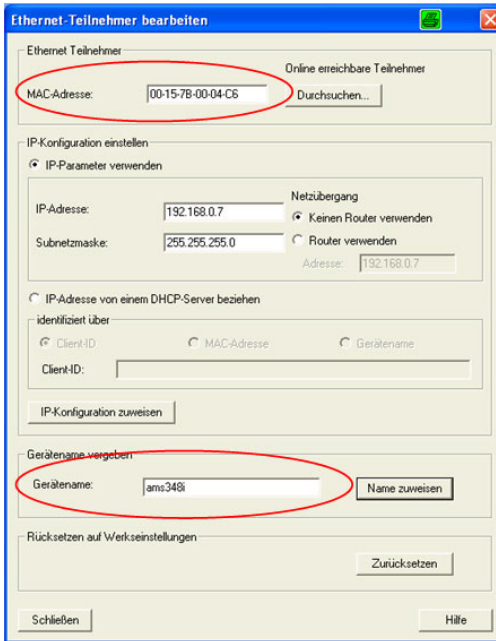 Ethernet-Teilnehmer bearbeiten
Ethernet Teilnehmer
Online erreichbare Teilnehmer
MAC-Adresse: 00-15-7B-00-04-C6 Durchsuchen...
IP-Konfiguration einstellen
IP-Parameter verwenden
Netzübergang
IP-Adresse: 192.168.0.7 Keinen Router verwenden
Subnetzmaske: 255.255.255.0 Router verwenden
Adresse: 192.168.0.7
IP-Adresse von einem DHCP-Server beziehen
identifiziert über
Client-ID MAC-Adresse Gerätename
Client-ID:
IP-Konfiguration zuweisen
Gerätename vergeben
Gerätename: ams348i Name zuweisen
Rücksetzen auf Werkseinstellungen
Zurücksetzen
Schließen Hilfe